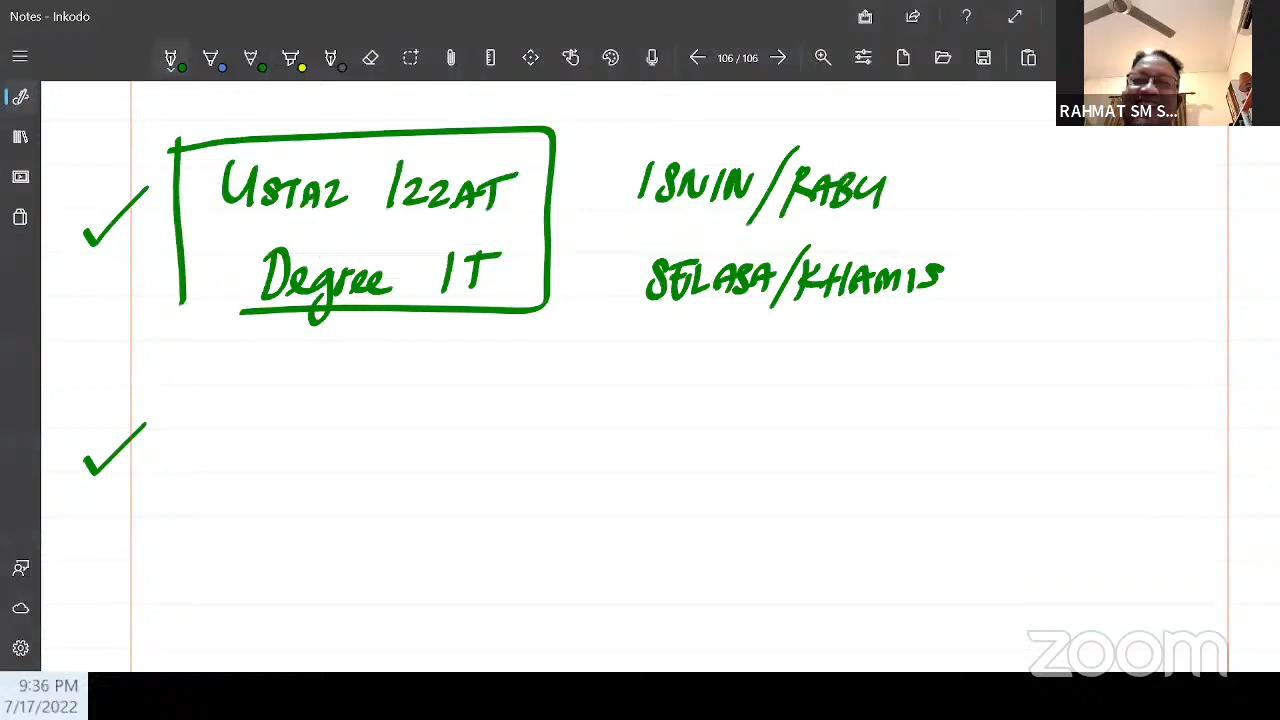 Notes - Inkodo
106 / 106
RAHMAT SM S...
USTAZ IZZAT
ISNIN/RABU
Degree IT
SELASA/KHAMIS
zoom
9:36 PM
7/17/2022